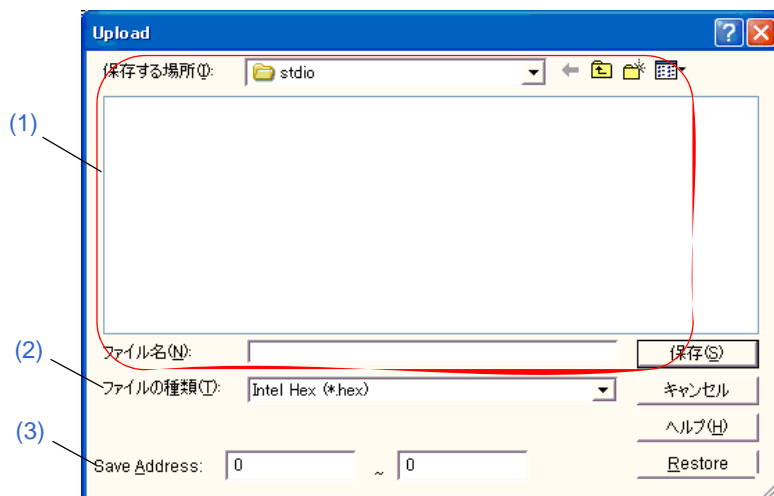 Upload
保存する場所(I):
stdio
(1)
(2)
ファイル名(N):
保存(S)
ファイルの種類(T):
Intel Hex (*.hex)
キャンセル
ヘルプ(H)
(3)
Save Address:
0
~
0
Restore